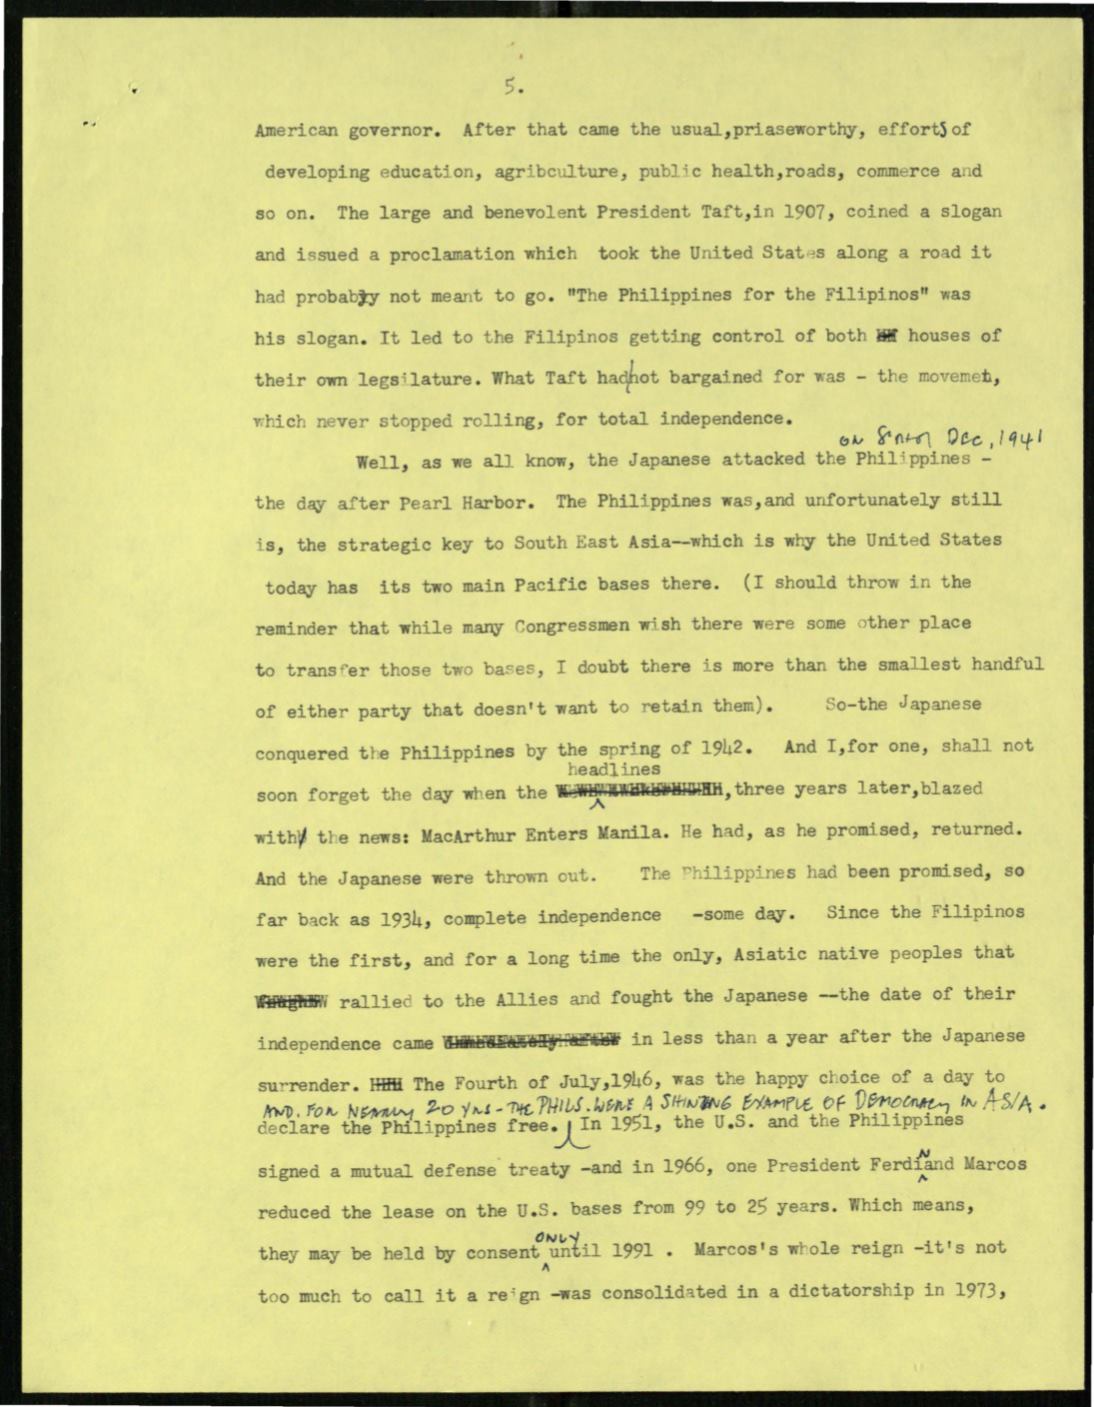 5.
American governor. After that came the usual,priaseworthy, efforts of
developing education, agribculture, public health,roads, commerce and
so on. The large and benevolent President Taft,in 1907, coined a slogan
and issued a proclamation which took the United States along a road it
had probably not meant to go. "The Philippines for the Filipinos" was
his slogan. It led to the Filipinos getting control of both houses of
their own legsilature. What Taft had not bargained for was - the movement,
which never stopped rolling, for total independence.
on Dec, 1941
Well, as we all know, the Japanese attacked the Philippines -
the day after Pearl Harbor. The Philippines was,and unfortunately still
is, the strategic key to South East Asia--which is why the United States
today has its two main Pacific bases there. (I should throw in the
reminder that while many Congressmen wish there were some other place
to transfer those two bases, I doubt there is more than the smallest handful
of either party that doesn't want to retain them). So-the Japanese
conquered the Philippines by the spring of 1942. And I,for one, shall not
headlines
soon forget the day when the ,three years later,blazed
with the news: MacArthur Enters Manila. He had, as he promised, returned.
And the Japanese were thrown out. The Philippines had been promised, so
far back as 1934, complete independence -some day. Since the Filipinos
were the first, and for a long time the only, Asiatic native peoples that
rallied to the Allies and fought the Japanese --the date of their
independence came in less than a year after the Japanese
surrender. The Fourth of July,1946, was the happy choice of a day to
AND. FOR NEARLY 20 YRS - THE PHILS. WERE A SHINING EXAMPLE OF DEMOCRACY IN ASIA.
declare the Philippines free. In 1951, the U.S. and the Philippines
signed a mutual defense treaty -and in 1966, one President Ferdinand Marcos
reduced the lease on the U.S. bases from 99 to 25 years. Which means,
ONLY
they may be held by consent until 1991 . Marcos's whole reign -it's not
too much to call it a reign -was consolidated in a dictatorship in 1973,